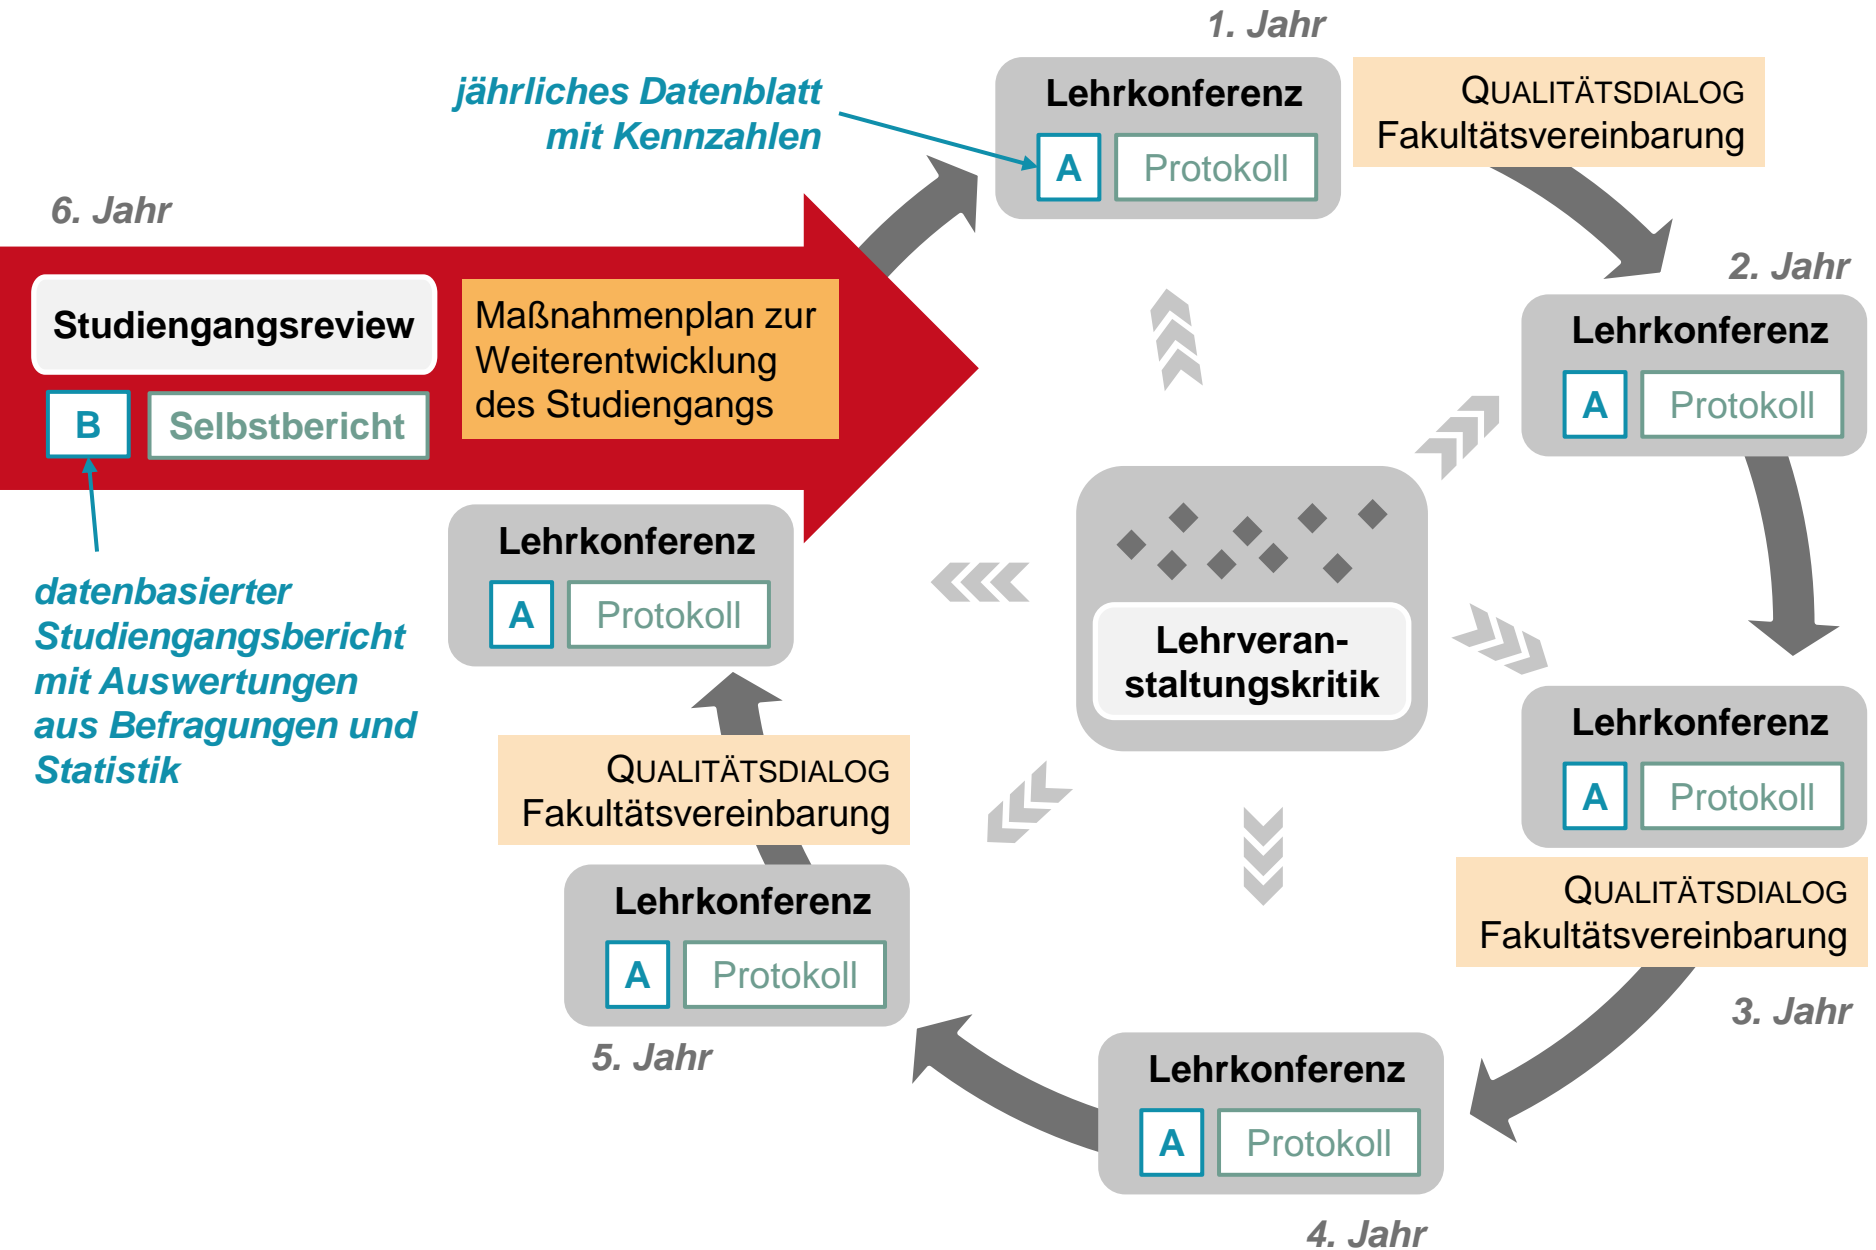 1. Jahr
jährliches Datenblatt
mit Kennzahlen
Lehrkonferenz
A
Protokoll
QUALITÄTSDIALOG
Fakultätsvereinbarung
6. Jahr
Studiengangsreview
B
Selbstbericht
Maßnahmenplan zur
Weiterentwicklung
des Studiengangs
2. Jahr
Lehrkonferenz
A
Protokoll
datenbasierter
Studiengangsbericht
mit Auswertungen
aus Befragungen und
Statistik
Lehrkonferenz
A
Protokoll
Lehrveran-
staltungskritik
Lehrkonferenz
A
Protokoll
QUALITÄTSDIALOG
Fakultätsvereinbarung
QUALITÄTSDIALOG
Fakultätsvereinbarung
3. Jahr
Lehrkonferenz
A
Protokoll
5. Jahr
Lehrkonferenz
A
Protokoll
4. Jahr